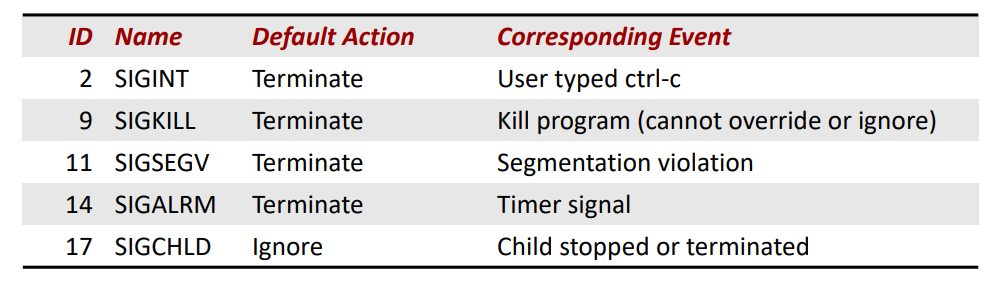 ID Name Default Action Corresponding Event
2 SIGINT Terminate User typed ctrl-c
9 SIGKILL Terminate Kill program (cannot override or ignore)
11 SIGSEGV Terminate Segmentation violation
14 SIGALRM Terminate Timer signal
17 SIGCHLD Ignore Child stopped or terminated